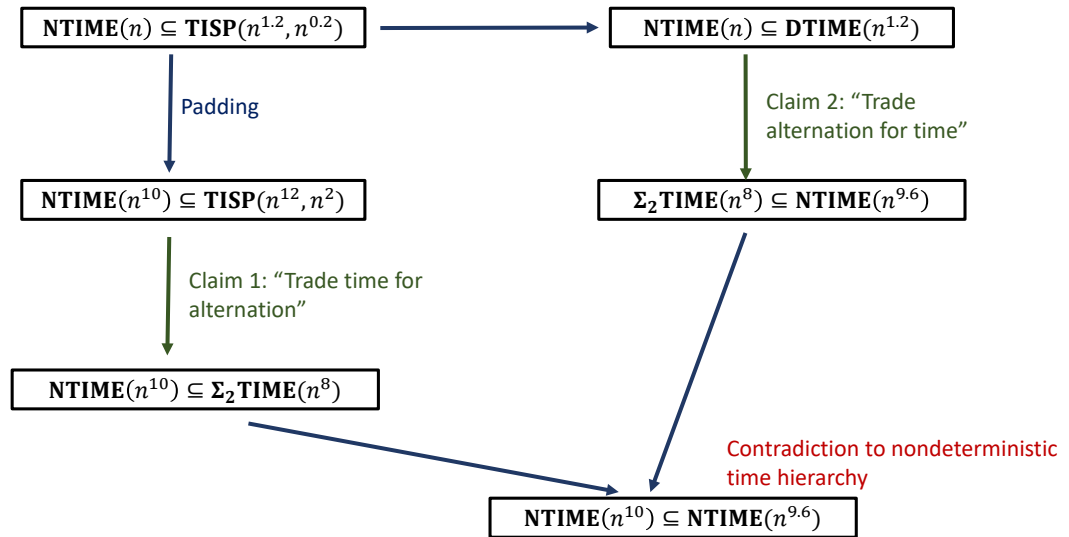 NTIME(n) ⊆ TISP(n^{1.2}, n^{0.2})
NTIME(n) ⊆ DTIME(n^{1.2})
Padding
Claim 2: “Trade
alternation for time”
NTIME(n^{10}) ⊆ TISP(n^{12}, n^{2})
Σ₂TIME(n^{8}) ⊆ NTIME(n^{9.6})
Claim 1: “Trade time for
alternation”
NTIME(n^{10}) ⊆ Σ₂TIME(n^{8})
Contradiction to nondeterministic
time hierarchy
NTIME(n^{10}) ⊆ NTIME(n^{9.6})